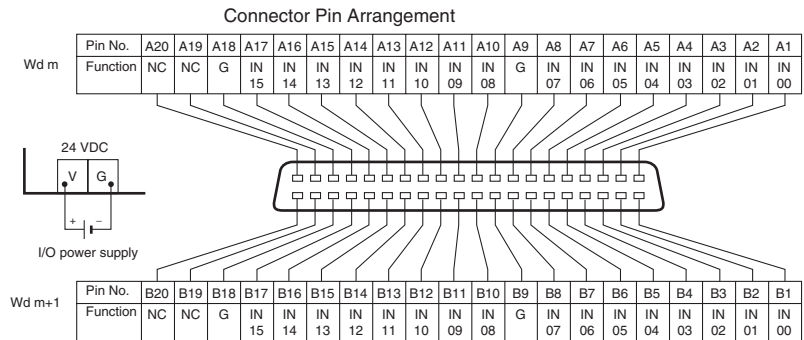 Connector Pin Arrangement
Pin No. A20 A19 A18 A17 A16 A15 A14 A13 A12 A11 A10 A9 A8 A7 A6 A5 A4 A3 A2 A1
Wd m
Function NC NC G IN 15 IN 14 IN 13 IN 12 IN 11 IN 10 IN 09 IN 08 G IN 07 IN 06 IN 05 IN 04 IN 03 IN 02 IN 01 IN 00
24 VDC
V G
+ −
I/O power supply
Pin No. B20 B19 B18 B17 B16 B15 B14 B13 B12 B11 B10 B9 B8 B7 B6 B5 B4 B3 B2 B1
Wd m+1
Function NC NC G IN 15 IN 14 IN 13 IN 12 IN 11 IN 10 IN 09 IN 08 G IN 07 IN 06 IN 05 IN 04 IN 03 IN 02 IN 01 IN 00